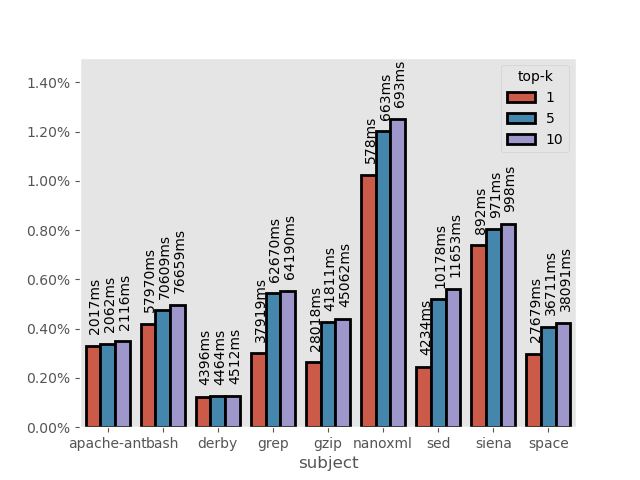 1.40%
1.20%
1.00%
0.80%
0.60%
0.40%
0.20%
0.00%
2017ms
2062ms
2116ms
57970ms
70609ms
76659ms
4396ms
4464ms
4512ms
37919ms
62670ms
64190ms
28018ms
41811ms
45062ms
578ms
663ms
693ms
4234ms
10178ms
11653ms
892ms
971ms
998ms
27679ms
36711ms
38091ms
top-k
1
5
10
apache-ant
bash
derby
grep
gzip
nanoxml
sed
siena
space
subject